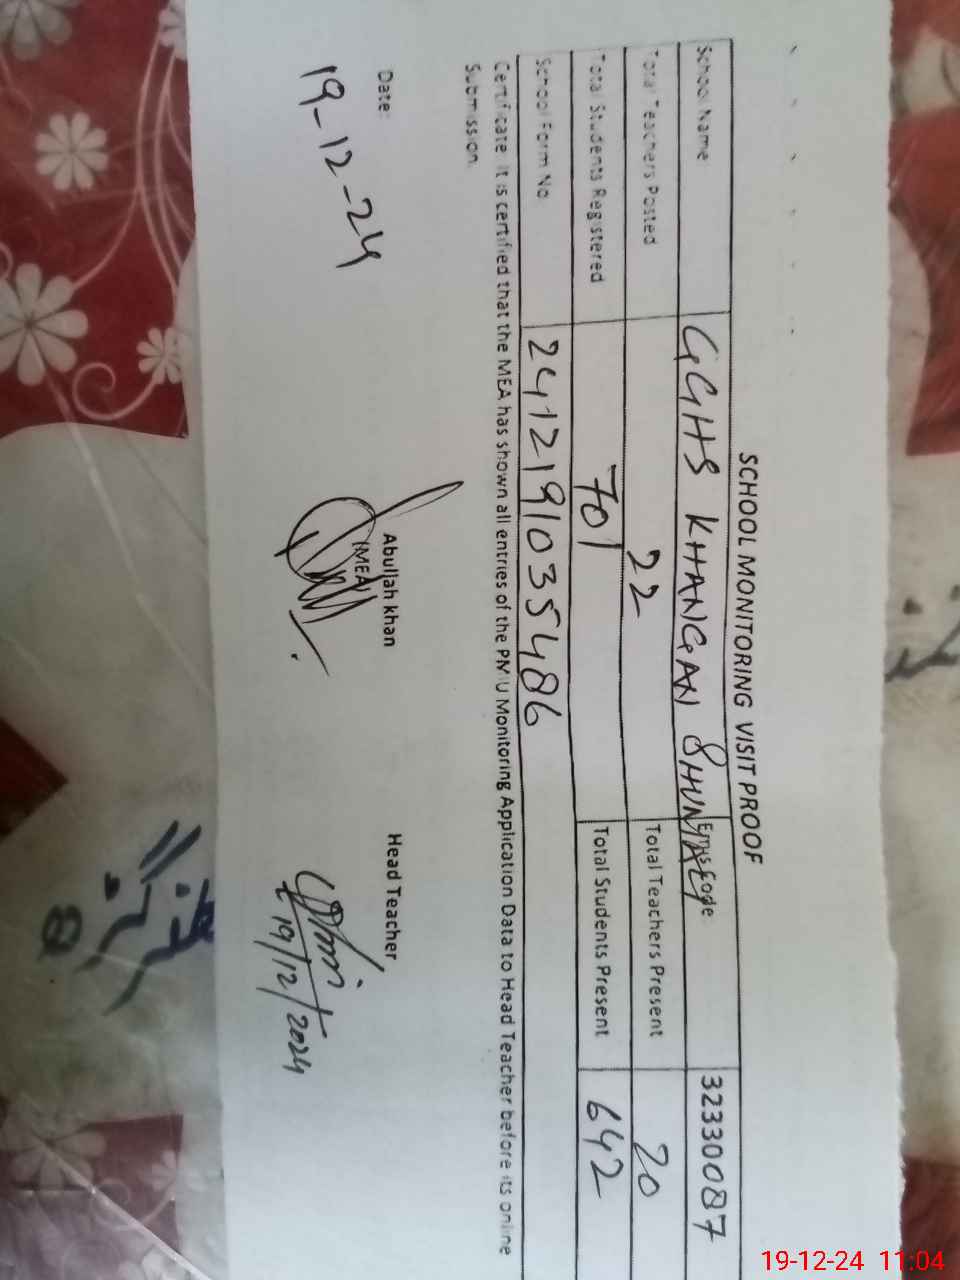 SCHOOL MONITORING VISIT PROOF
School Name: GGHS KHANGAN SHUMALI Emis Code: 32330087
Total Teachers Posted 22 Total Teachers Present 20
Total Students Registered 701 Total Students Present 642
School Form No: 2412191035486
Certificate: It is certified that the MEA has shown all entries of the PMIU Monitoring Application Data to Head Teacher before its online
Submission.
Date: Abullah khan Head Teacher
(MEA)
19-12-24
19/12/2024
19-12-24 11:04